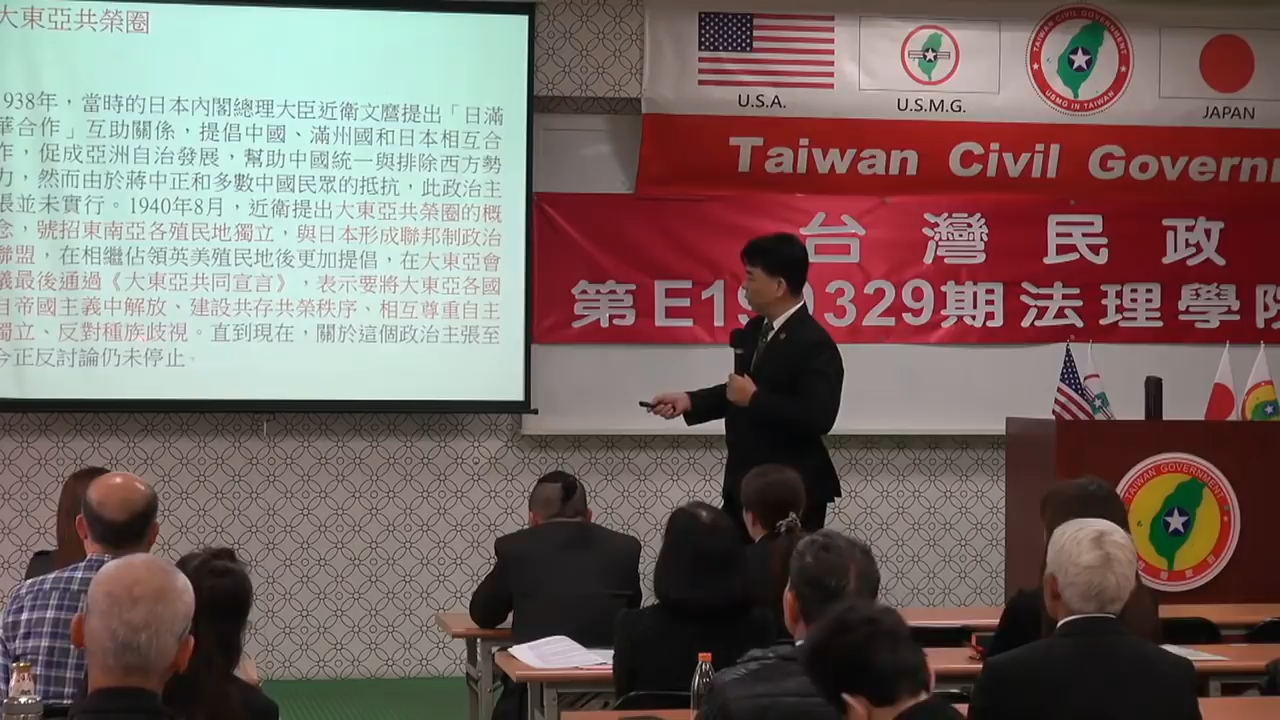 大東亞共榮圈
938年，當時的日本內閣總理大臣近衛文麿提出「日滿
華合作」互助關係，提倡中國、滿州國和日本相互合
作，促成亞洲自治發展，幫助中國統一與排除西方勢
力，然而由於蔣中正和多數中國民眾的抵抗，此政治主
張並未實行。1940年8月，近衛提出大東亞共榮圈的概
念，號招東南亞各殖民地獨立，與日本形成聯邦制政治
聯盟，在相繼佔領英美殖民地後更加提倡，在大東亞會
議最後通過《大東亞共同宣言》，表示要將大東亞各國
自帝國主義中解放、建設共存共榮秩序、相互尊重自主
獨立、反對種族歧視。直到現在，關於這個政治主張至
今正反討論仍未停止
U.S.A.
U.S.M.G.
TAIWAN CIVIL GOVERNMENT
USMG IN TAIWAN
JAPAN
Taiwan Civil Governm
台灣民政
第E190329期法理學院
TAIWAN GOVERNMENT